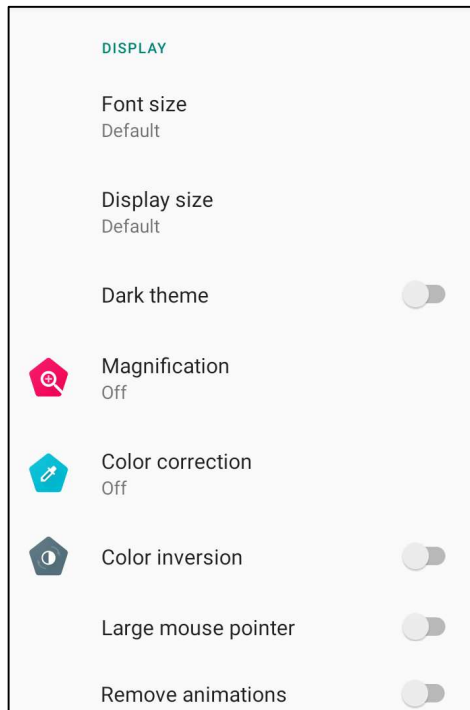 DISPLAY
Font size
Default
Display size
Default
Dark theme
Magnification
Off
Color correction
Off
Color inversion
Large mouse pointer
Remove animations